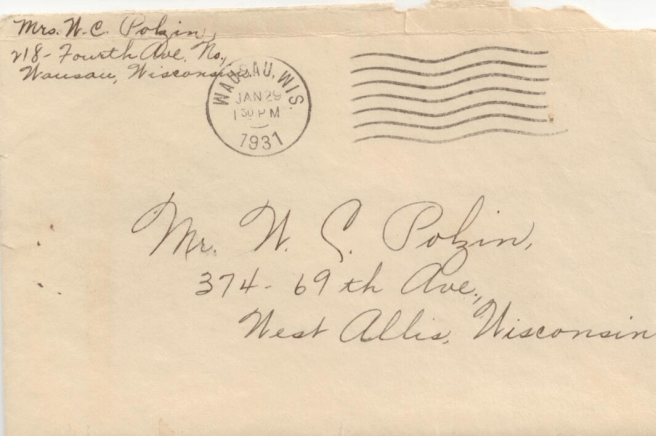 Mrs. W. C. Polzin,
218 - Fourth Ave. No.,
Wausau, Wisconsin.
WAUSAU, WIS.
JAN 29
1 30 PM
1931
Mr. W. C. Polzin,
374 - 69th Ave.,
West Allis, Wisconsin